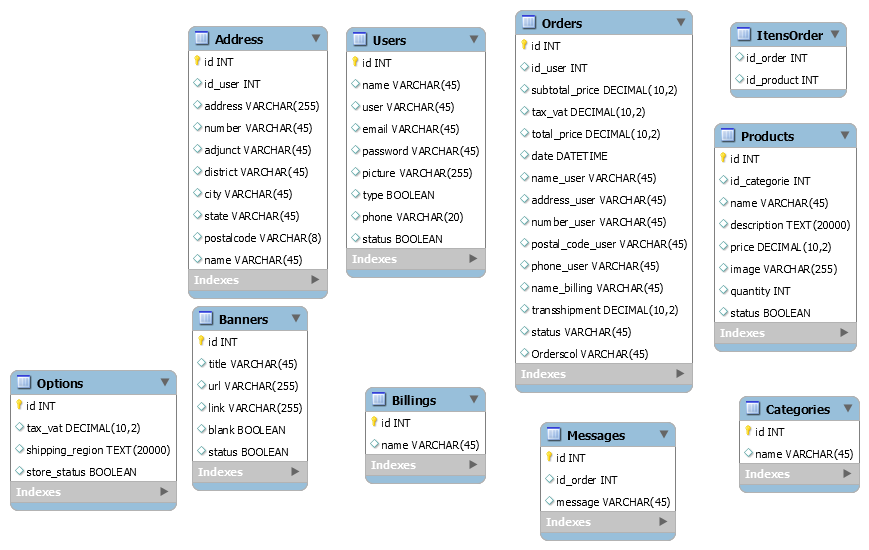 Address
id INT
id_user INT
address VARCHAR(255)
number VARCHAR(45)
adjunct VARCHAR(45)
district VARCHAR(45)
city VARCHAR(45)
state VARCHAR(45)
postalcode VARCHAR(8)
name VARCHAR(45)
Indexes
Users
id INT
name VARCHAR(45)
user VARCHAR(45)
email VARCHAR(45)
password VARCHAR(45)
picture VARCHAR(255)
type BOOLEAN
phone VARCHAR(20)
status BOOLEAN
Indexes
Orders
id INT
id_user INT
subtotal_price DECIMAL(10,2)
tax_vat DECIMAL(10,2)
total_price DECIMAL(10,2)
date DATETIME
name_user VARCHAR(45)
address_user VARCHAR(45)
number_user VARCHAR(45)
postal_code_user VARCHAR(45)
phone_user VARCHAR(45)
name_billing VARCHAR(45)
transshipment DECIMAL(10,2)
status VARCHAR(45)
Orderscol VARCHAR(45)
Indexes
ItensOrder
id_order INT
id_product INT
Products
id INT
id_categorie INT
name VARCHAR(45)
description TEXT(20000)
price DECIMAL(10,2)
image VARCHAR(255)
quantity INT
status BOOLEAN
Indexes
Options
id INT
tax_vat DECIMAL(10,2)
shipping_region TEXT(20000)
store_status BOOLEAN
Indexes
Banners
id INT
title VARCHAR(45)
url VARCHAR(255)
link VARCHAR(255)
blank BOOLEAN
status BOOLEAN
Indexes
Billings
id INT
name VARCHAR(45)
Indexes
Messages
id INT
id_order INT
message VARCHAR(45)
Indexes
Categories
id INT
name VARCHAR(45)
Indexes